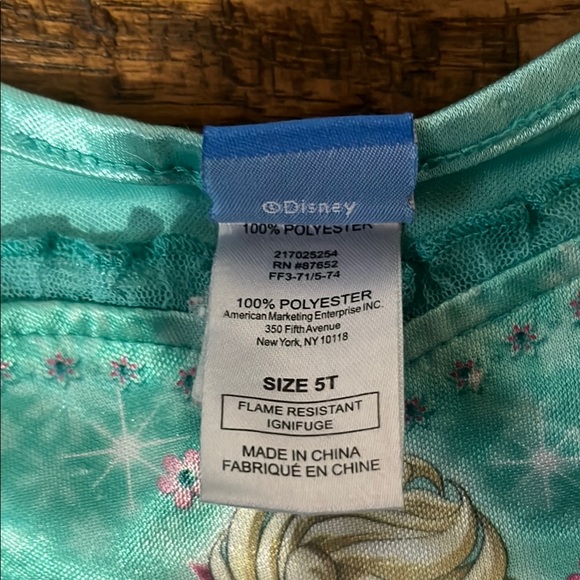 ©Disney
100% POLYESTER
217025254
RN #87652
FF3-71/5-74
100% POLYESTER
American Marketing Enterprise INC.
350 Fifth Avenue
New York, NY 10118
SIZE 5T
FLAME RESISTANT
IGNIFUGE
MADE IN CHINA
FABRIQUÉ EN CHINE